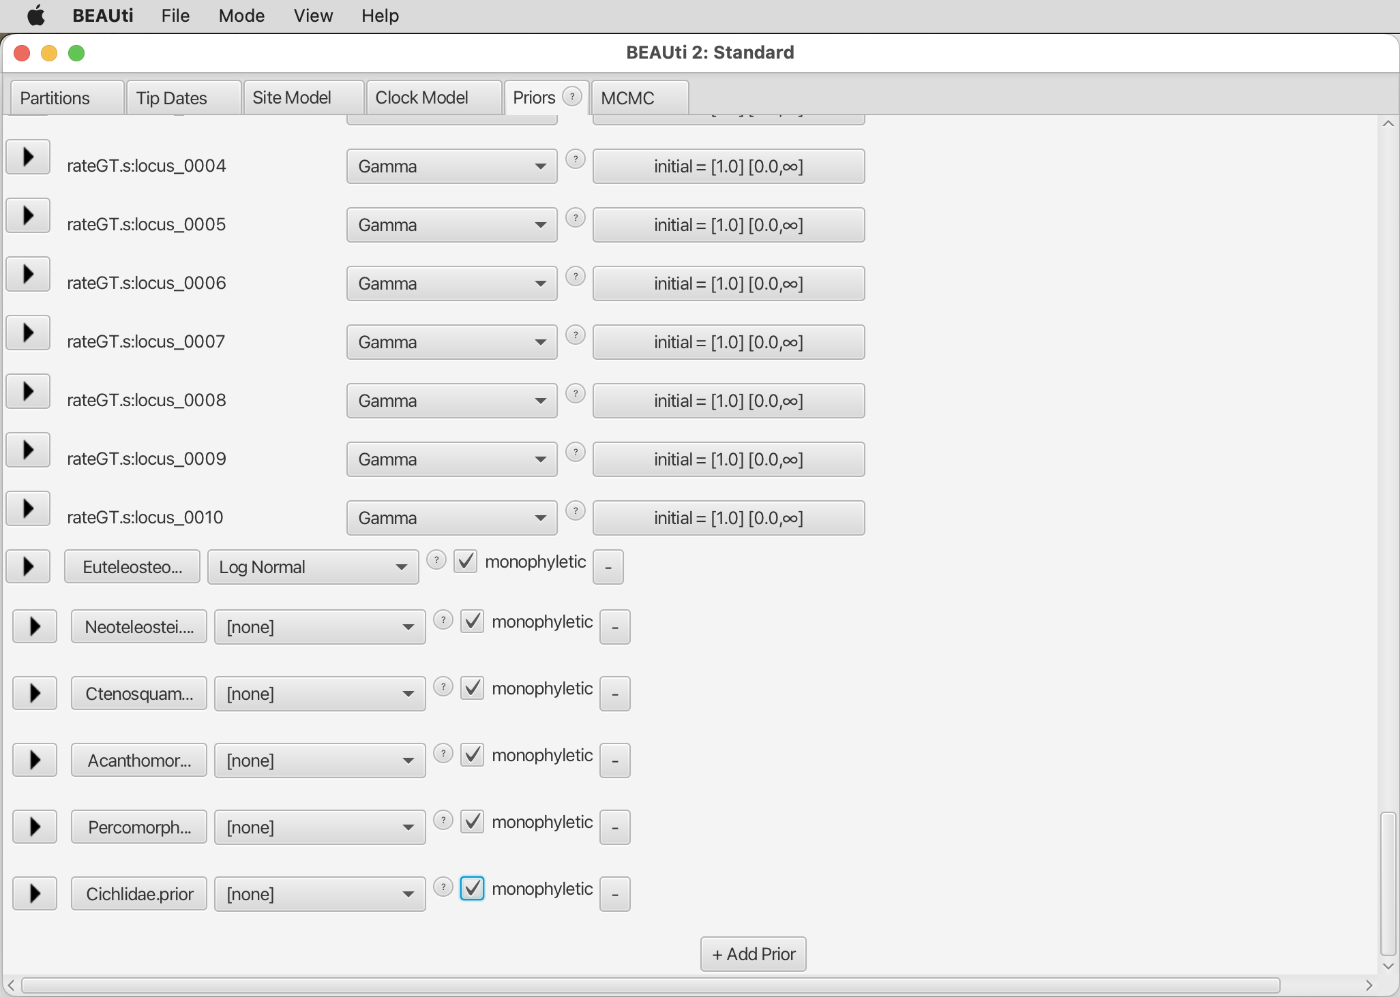 BEAUti File Mode View Help
BEAUti 2: Standard
Partitions Tip Dates Site Model Clock Model Priors ? MCMC
rateGT.s:locus_0004 Gamma ? initial = [1.0] [0.0,∞]
rateGT.s:locus_0005 Gamma ? initial = [1.0] [0.0,∞]
rateGT.s:locus_0006 Gamma ? initial = [1.0] [0.0,∞]
rateGT.s:locus_0007 Gamma ? initial = [1.0] [0.0,∞]
rateGT.s:locus_0008 Gamma ? initial = [1.0] [0.0,∞]
rateGT.s:locus_0009 Gamma ? initial = [1.0] [0.0,∞]
rateGT.s:locus_0010 Gamma ? initial = [1.0] [0.0,∞]
Euteleosteo... Log Normal ? monophyletic -
Neoteleostei.... [none] ? monophyletic -
Ctenosquam... [none] ? monophyletic -
Acanthomor... [none] ? monophyletic -
Percomorph... [none] ? monophyletic -
Cichlidae.prior [none] ? monophyletic -
+ Add Prior